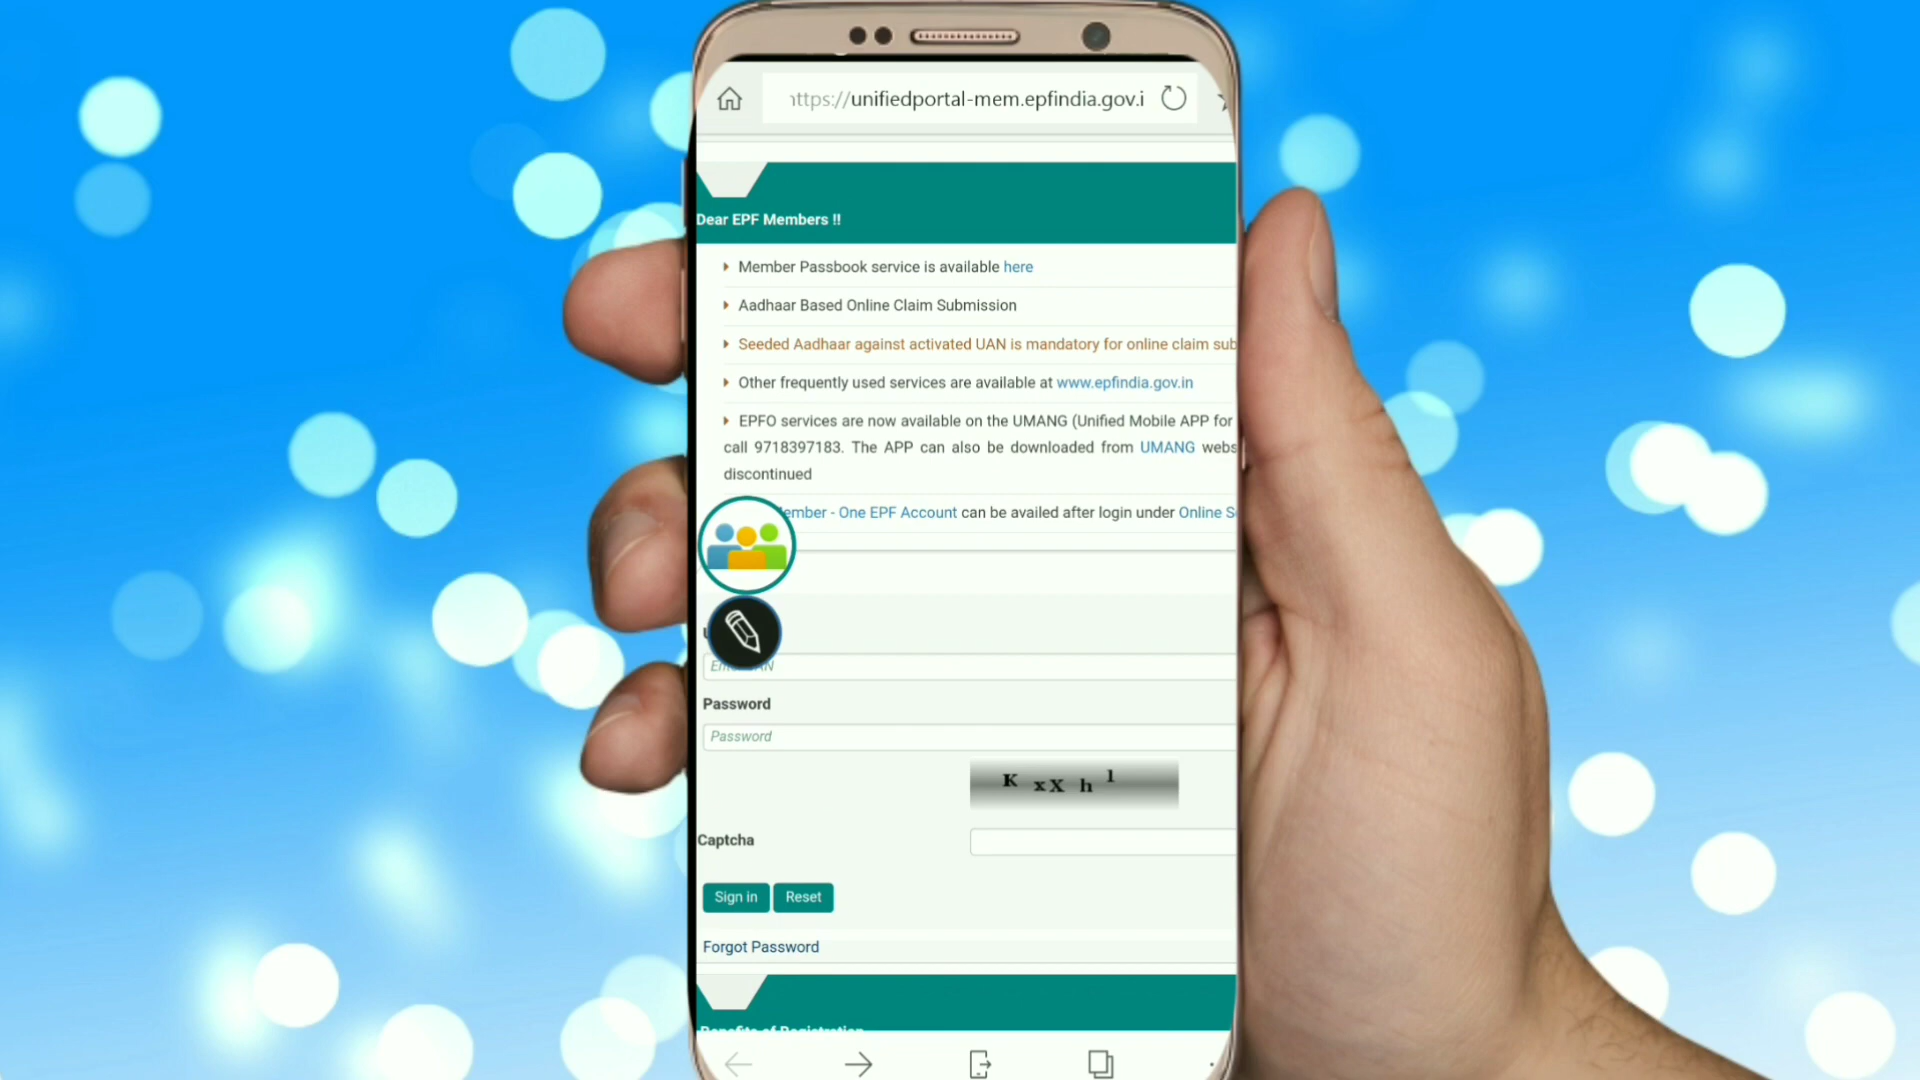 https://unifiedportal-mem.epfindia.gov.i
Dear EPF Members !!
Member Passbook service is available here
Aadhaar Based Online Claim Submission
Seeded Aadhaar against activated UAN is mandatory for online claim sub
Other frequently used services are available at www.epfindia.gov.in
EPFO services are now available on the UMANG (Unified Mobile APP for
call 9718397183. The APP can also be downloaded from UMANG webs
discontinued
ember - One EPF Account can be availed after login under Online S
Password
Password
K xX h l
Captcha
Sign in Reset
Forgot Password
Benefits of Registration